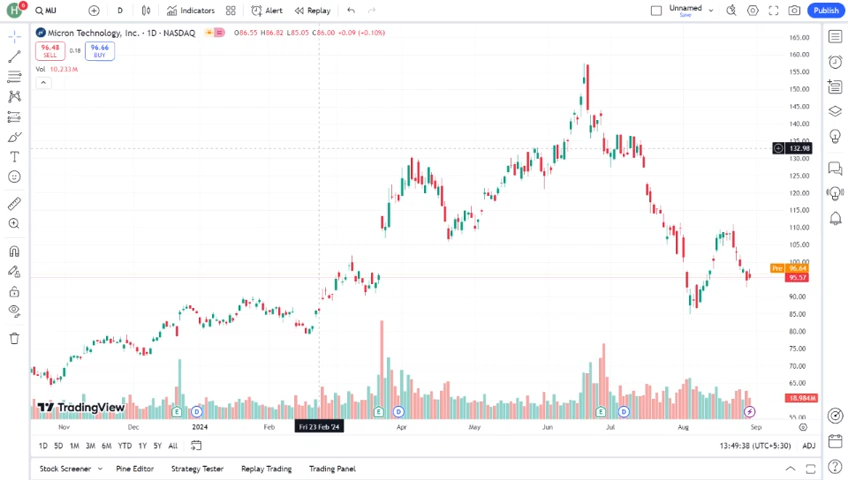 H 8 MU D Indicators Alert Replay Unnamed Save Publish
Micron Technology, Inc. · 1D · NASDAQ O86.55 H86.82 L85.05 C86.00 +0.09 (+0.10%)
96.48 SELL 0.18 96.66 BUY
Vol 10.233M
165.00
160.00
155.00
150.00
145.00
140.00
132.98
130.00
125.00
120.00
115.00
110.00
105.00
100.00
Pre 96.64
95.57
90.00
85.00
80.00
75.00
70.00
65.00
18.984M
TradingView
E D E D E D
55.00
Nov Dec 2024 Feb Fri 23 Feb '24 Apr May Jun Jul Aug Sep
1D 5D 1M 3M 6M YTD 1Y 5Y All 13:49:38 (UTC+5:30) ADJ
Stock Screener Pine Editor Strategy Tester Replay Trading Trading Panel